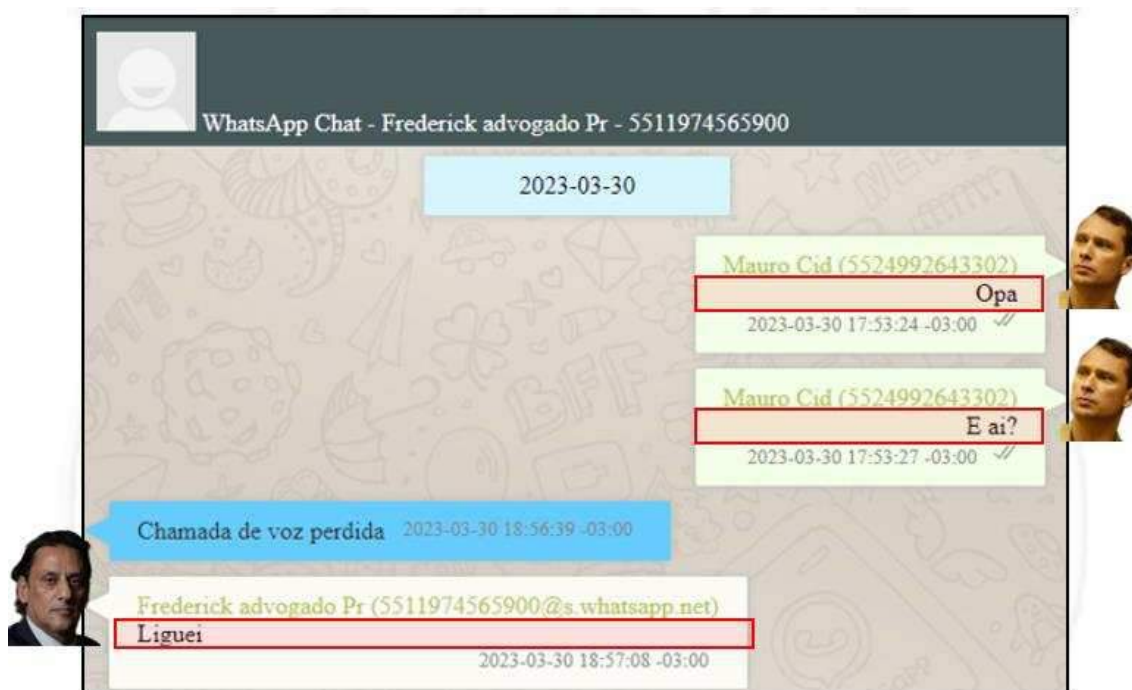 WhatsApp Chat - Frederick advogado Pr - 5511974565900
2023-03-30
Mauro Cid (5524992643302)
Opa
2023-03-30 17:53:24 -03:00
Mauro Cid (5524992643302)
E ai?
2023-03-30 17:53:27 -03:00
Chamada de voz perdida 2023-03-30 18:56:39 -03:00
Frederick advogado Pr (5511974565900@s.whatsapp.net)
Liguei
2023-03-30 18:57:08 -03:00